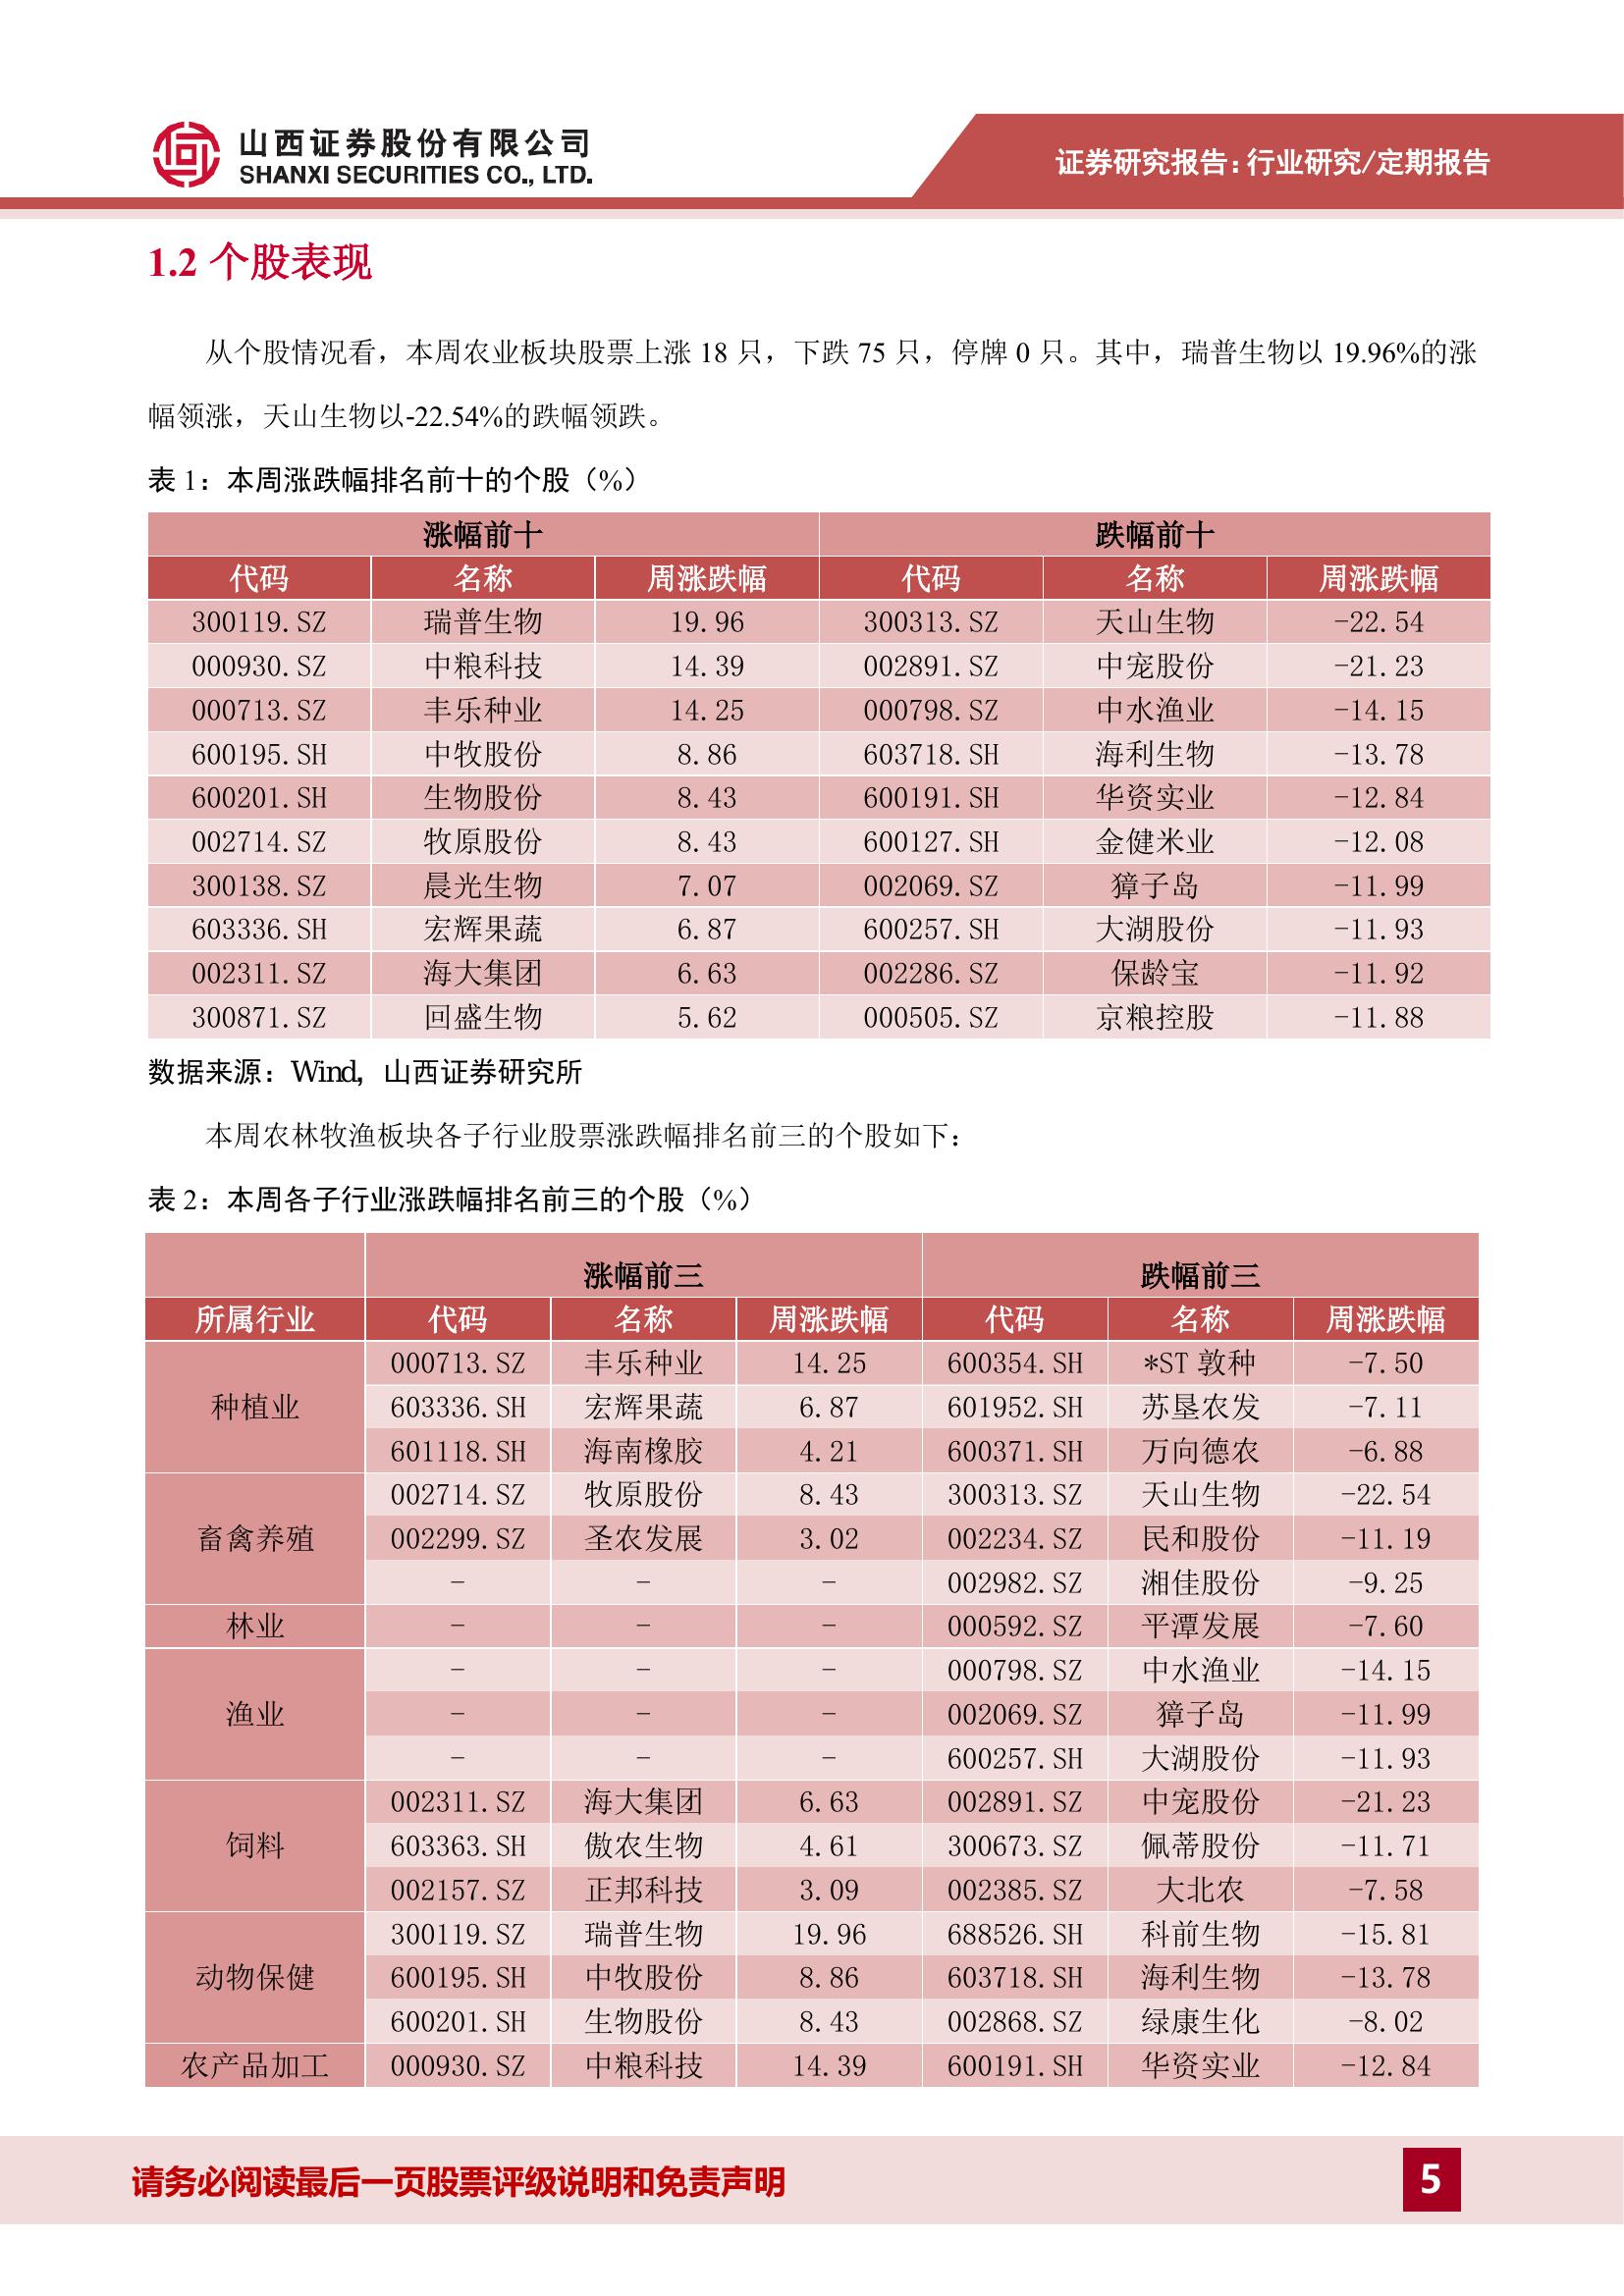 山西证券股份有限公司
SHANXI SECURITIES CO., LTD.
证券研究报告：行业研究/定期报告
1.2 个股表现
从个股情况看，本周农业板块股票上涨 18 只，下跌 75 只，停牌 0 只。其中，瑞普生物以 19.96%的涨
幅领涨，天山生物以-22.54%的跌幅领跌。
表 1：本周涨跌幅排名前十的个股（%）
涨幅前十 跌幅前十
代码 名称 周涨跌幅 代码 名称 周涨跌幅
300119.SZ 瑞普生物 19.96 300313.SZ 天山生物 -22.54
000930.SZ 中粮科技 14.39 002891.SZ 中宠股份 -21.23
000713.SZ 丰乐种业 14.25 000798.SZ 中水渔业 -14.15
600195.SH 中牧股份 8.86 603718.SH 海利生物 -13.78
600201.SH 生物股份 8.43 600191.SH 华资实业 -12.84
002714.SZ 牧原股份 8.43 600127.SH 金健米业 -12.08
300138.SZ 晨光生物 7.07 002069.SZ 獐子岛 -11.99
603336.SH 宏辉果蔬 6.87 600257.SH 大湖股份 -11.93
002311.SZ 海大集团 6.63 002286.SZ 保龄宝 -11.92
300871.SZ 回盛生物 5.62 000505.SZ 京粮控股 -11.88
数据来源：Wind，山西证券研究所
本周农林牧渔板块各子行业股票涨跌幅排名前三的个股如下：
表 2：本周各子行业涨跌幅排名前三的个股（%）
涨幅前三 跌幅前三
所属行业 代码 名称 周涨跌幅 代码 名称 周涨跌幅
种植业 000713.SZ 丰乐种业 14.25 600354.SH *ST 敦种 -7.50
603336.SH 宏辉果蔬 6.87 601952.SH 苏垦农发 -7.11
601118.SH 海南橡胶 4.21 600371.SH 万向德农 -6.88
畜禽养殖 002714.SZ 牧原股份 8.43 300313.SZ 天山生物 -22.54
002299.SZ 圣农发展 3.02 002234.SZ 民和股份 -11.19
- - - 002982.SZ 湘佳股份 -9.25
林业 - - - 000592.SZ 平潭发展 -7.60
渔业 - - - 000798.SZ 中水渔业 -14.15
- - - 002069.SZ 獐子岛 -11.99
- - - 600257.SH 大湖股份 -11.93
饲料 002311.SZ 海大集团 6.63 002891.SZ 中宠股份 -21.23
603363.SH 傲农生物 4.61 300673.SZ 佩蒂股份 -11.71
002157.SZ 正邦科技 3.09 002385.SZ 大北农 -7.58
动物保健 300119.SZ 瑞普生物 19.96 688526.SH 科前生物 -15.81
600195.SH 中牧股份 8.86 603718.SH 海利生物 -13.78
600201.SH 生物股份 8.43 002868.SZ 绿康生化 -8.02
农产品加工 000930.SZ 中粮科技 14.39 600191.SH 华资实业 -12.84
请务必阅读最后一页股票评级说明和免责声明
5